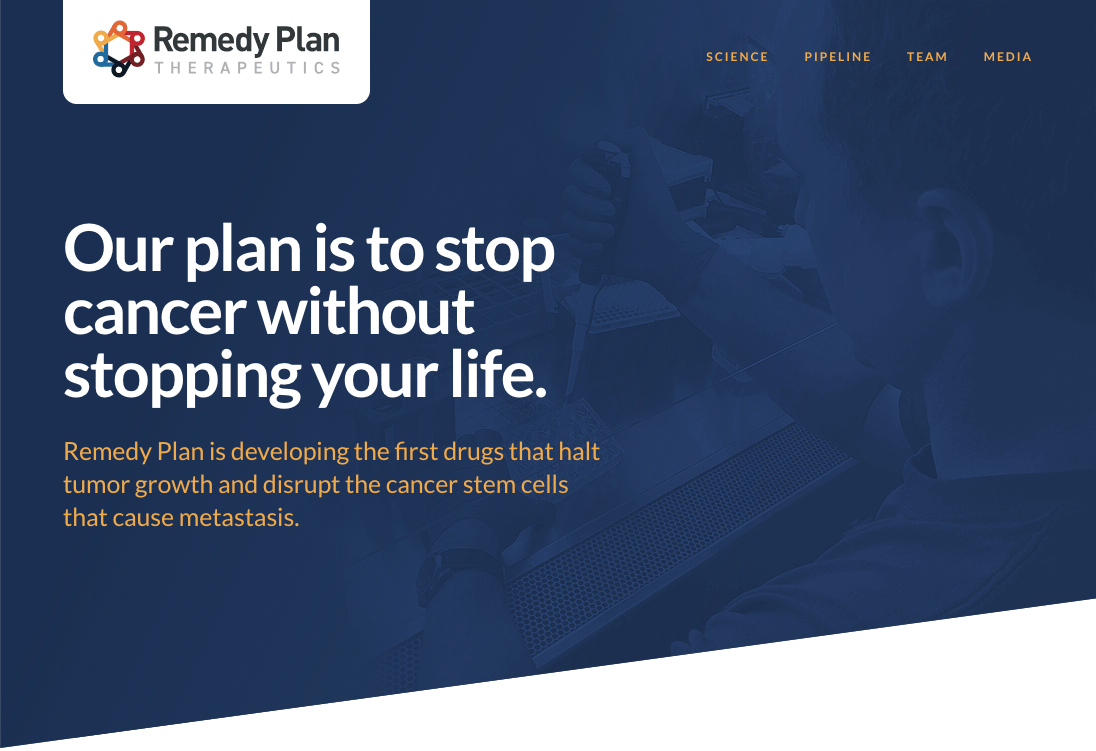 Remedy Plan
THERAPEUTICS
SCIENCE PIPELINE TEAM MEDIA
Our plan is to stop
cancer without
stopping your life.
Remedy Plan is developing the first drugs that halt
tumor growth and disrupt the cancer stem cells
that cause metastasis.